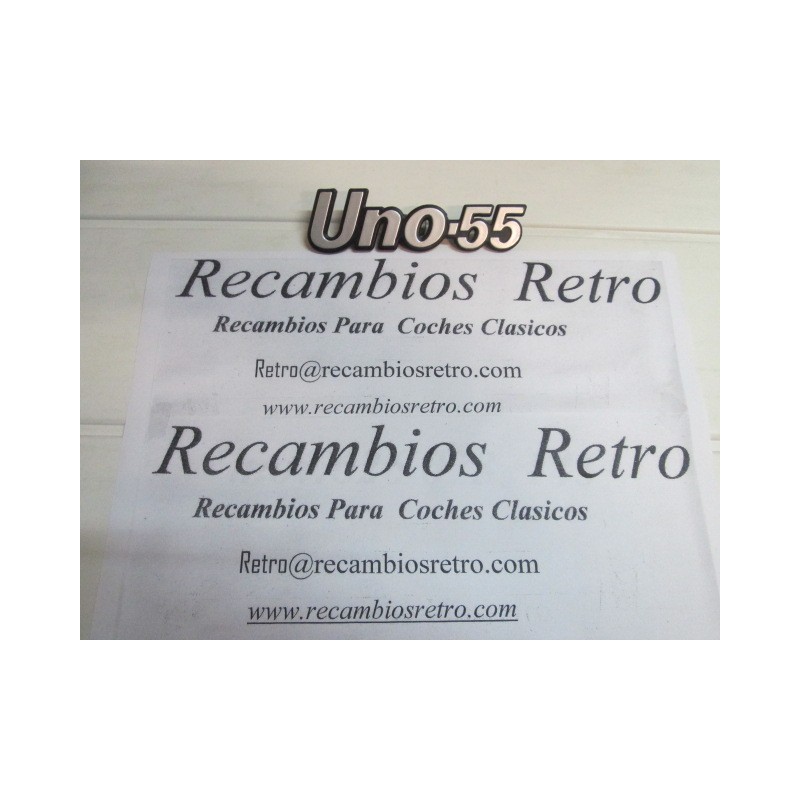 Uno-55
Recambios Retro
Recambios Para Coches Clasicos
Retro@recambiosretro.com
www.recambiosretro.com
Recambios Retro
Recambios Para Coches Clasicos
Retro@recambiosretro.com
www.recambiosretro.com